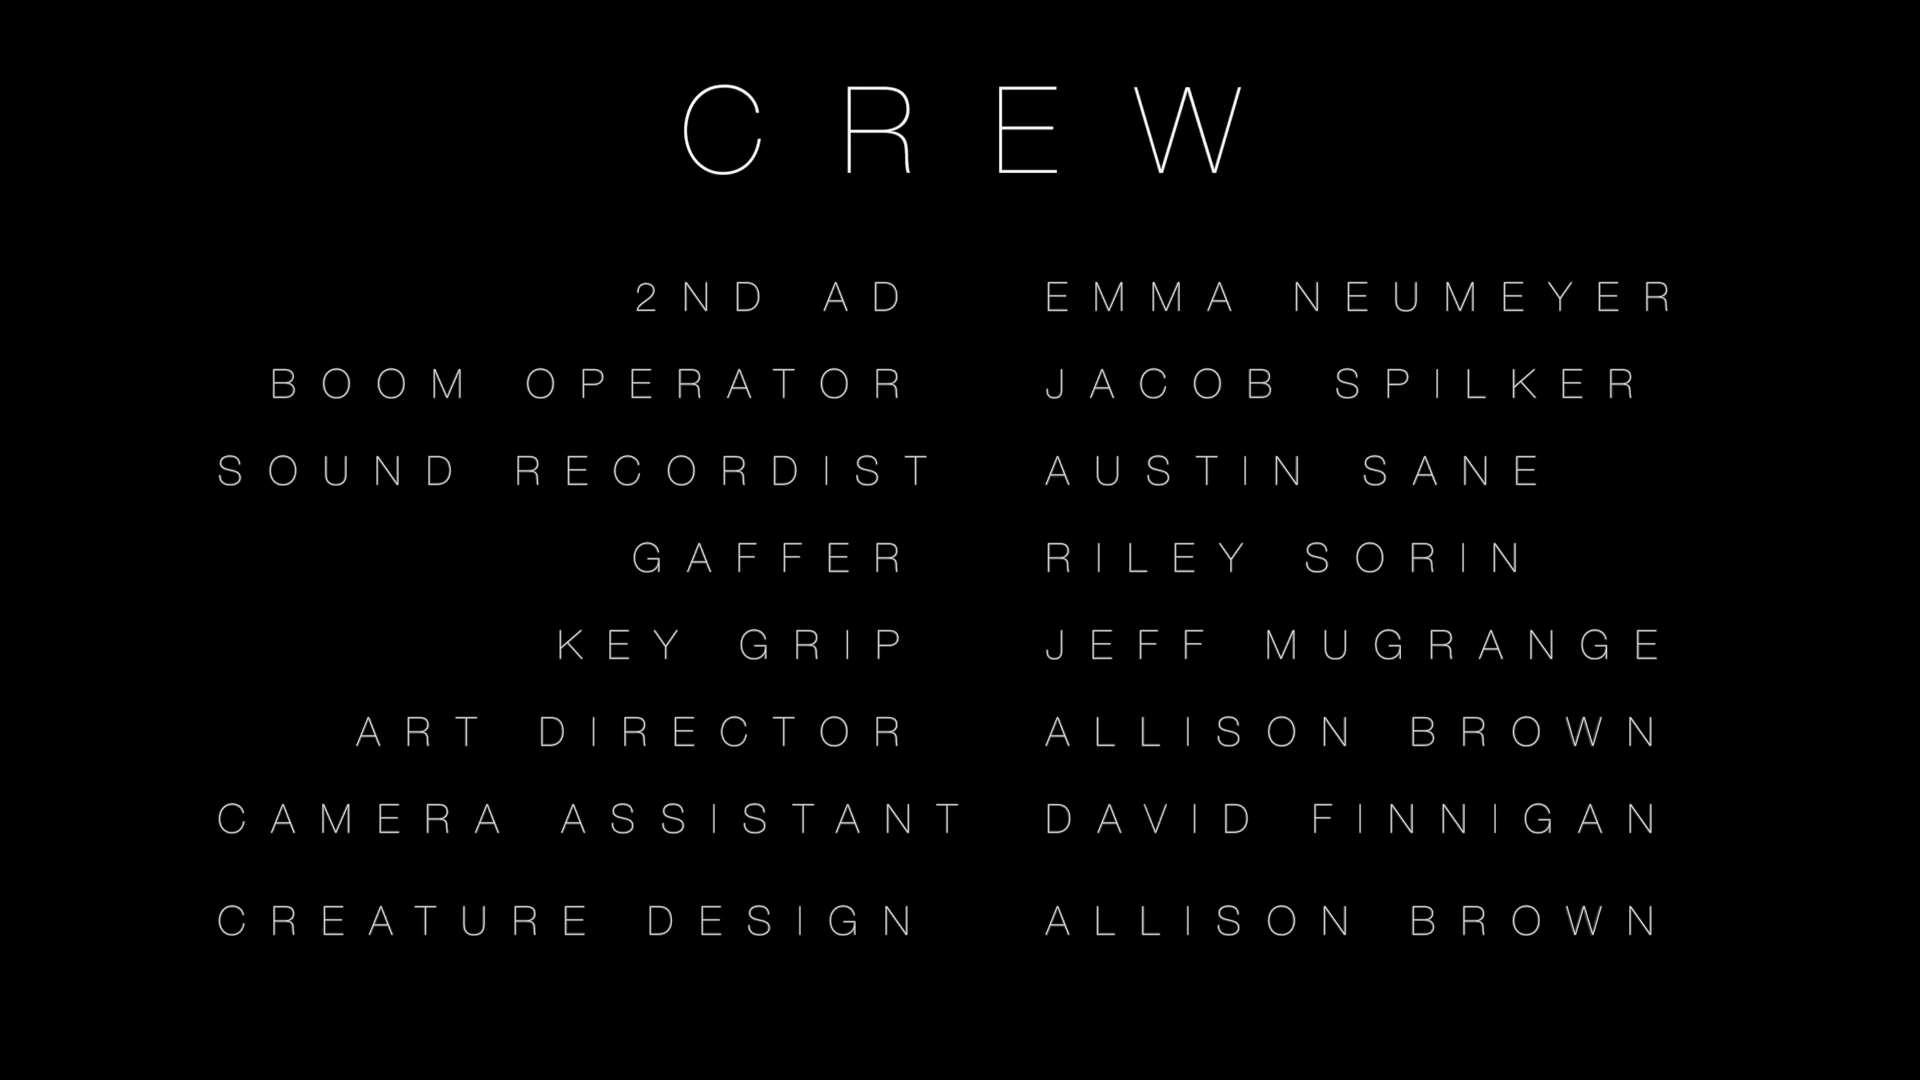 CREW
2ND AD EMMA NEUMEYER
BOOM OPERATOR JACOB SPILKER
SOUND RECORDIST AUSTIN SANE
GAFFER RILEY SORIN
KEY GRIP JEFF MUGRANGE
ART DIRECTOR ALLISON BROWN
CAMERA ASSISTANT DAVID FINNIGAN
CREATURE DESIGN ALLISON BROWN